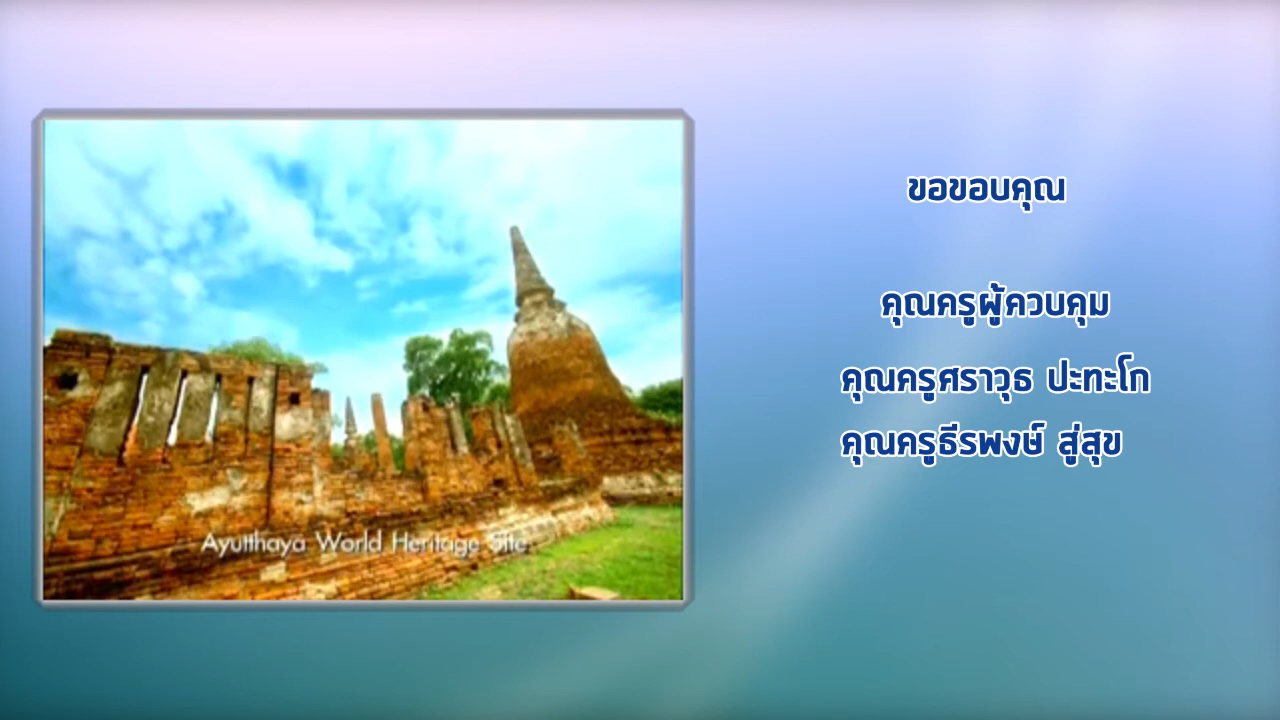 Ayutthaya World Heritage Site
ขอขอบคุณ
คุณครูผู้ควบคุม
คุณครูศราวุธ ปะทะโก
คุณครูธีรพงษ์ สู่สุข